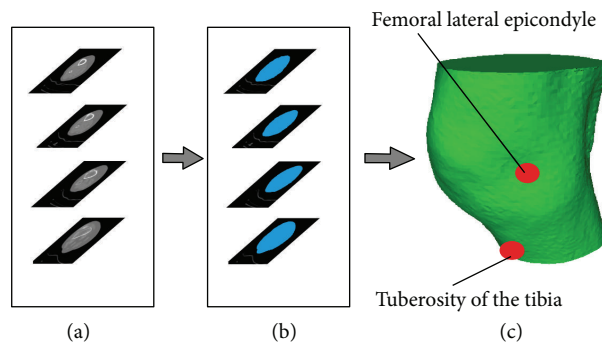 Femoral lateral epicondyle
Tuberosity of the tibia
(a)
(b)
(c)